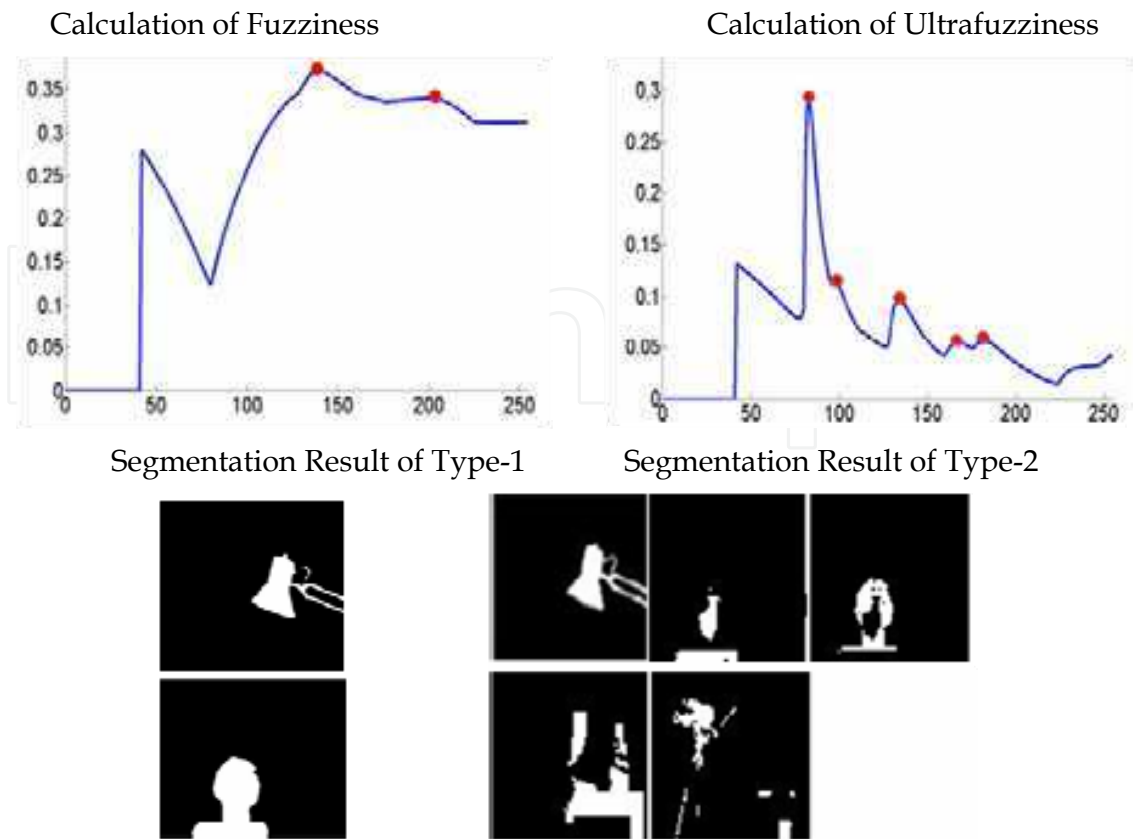 Calculation of Fuzziness
Calculation of Ultrafuzziness
0.35
0.3
0.25
0.2
0.15
0.1
0.05
0
0 50 100 150 200 250
0.3
0.25
0.2
0.15
0.1
0.05
0
0 50 100 150 200 250
Segmentation Result of Type-1
Segmentation Result of Type-2